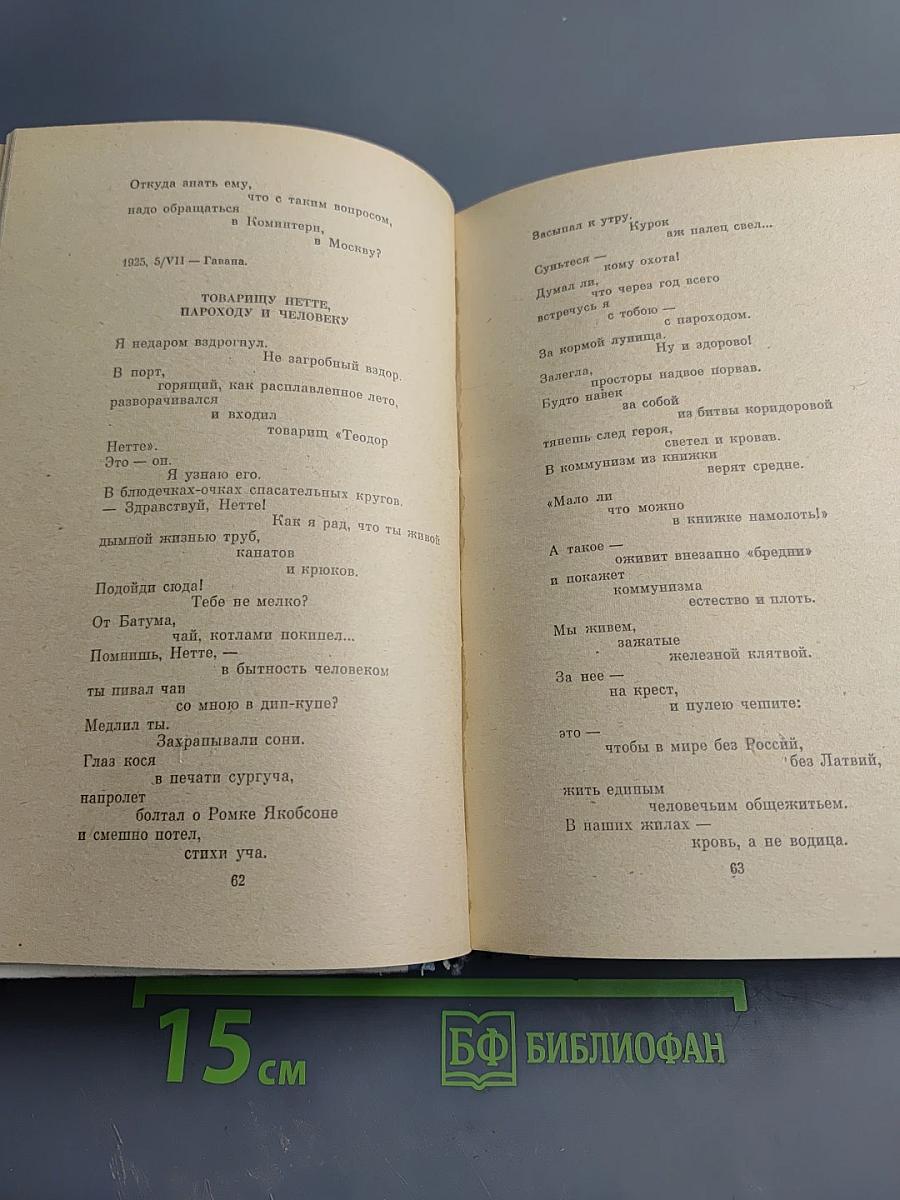 Откуда знать ему,
что с таким вопросом,
надо обращаться
в Коминтерн,
в Москву?
1925, 5/VII — Гавана.
ТОВАРИЩУ НЕТТЕ,
ПАРОХОДУ И ЧЕЛОВЕКУ
Я недаром вздрогнул.
Не загробный вздор.
В порт,
горящий, как расплавленное лето,
разворачивался
и входил
товарищ «Теодор
Нетте».
Это — он.
Я узнаю его.
В блюдечках-очках спасательных кругов.
— Здравствуй, Нетте!
Как я рад, что ты живой
дымной жизнью труб,
канатов
и крюков.
Подойди сюда!
Тебе не мелко?
От Батума,
чай, котлами покипел...
Помнишь, Нетте, —
в бытность человеком
ты пивал чаи
со мною в дип-купе?
Медлил ты.
Захрапывали сони.
Глаз кося
в печати сургуча,
напролет
болтал о Ромке Якобсоне
и смешно потел,
стихи уча.
62
Засыпал к утру.
Курок
аж палец свел...
Суньтеся —
кому охота!
Думал ли,
что через год всего
встречусь я
с тобою —
с пароходом.
За кормой лунища.
Ну и здорово!
Залегла,
просторы надвое порвав.
Будто навек
за собой
из битвы коридоровой
тянешь след героя,
светел и кровав.
В коммунизм из книжки
верят средне.
«Мало ли
что можно
в книжке намолоть!»
А такое —
оживит внезапно «бредни»
и покажет
коммунизма
естество и плоть.
Мы живем,
зажатые
железной клятвой.
За нее —
на крест,
и пулею чешите:
это —
чтобы в мире без Россий,
без Латвий,
жить единым
человечьим общежитьем.
В наших жилах —
кровь, а не водица.
63
15 см
БФ БИБЛИОФАН